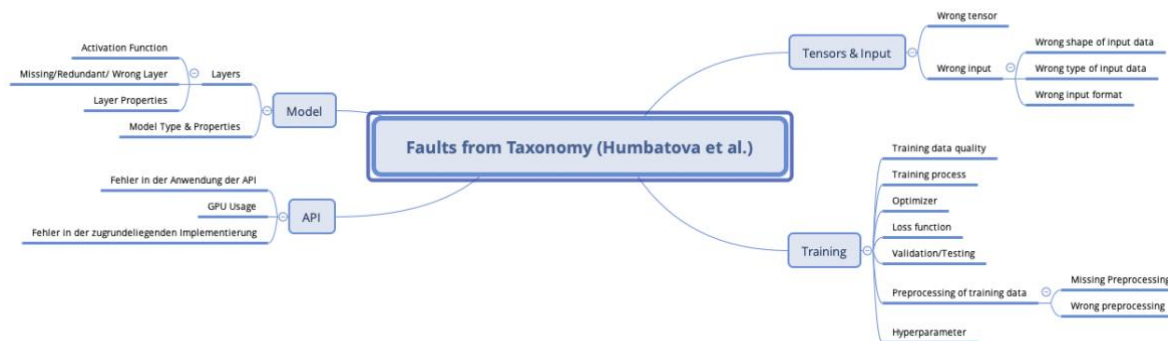 Faults from Taxonomy (Humbatova et al.)
Model
Layers
Activation Function
Missing/Redundant/ Wrong Layer
Layer Properties
Model Type & Properties
API
Fehler in der Anwendung der API
GPU Usage
Fehler in der zugrundeliegenden Implementierung
Tensors & Input
Wrong tensor
Wrong input
Wrong shape of input data
Wrong type of input data
Wrong input format
Training
Training data quality
Training process
Optimizer
Loss function
Validation/Testing
Preprocessing of training data
Missing Preprocessing
Wrong preprocessing
Hyperparameter